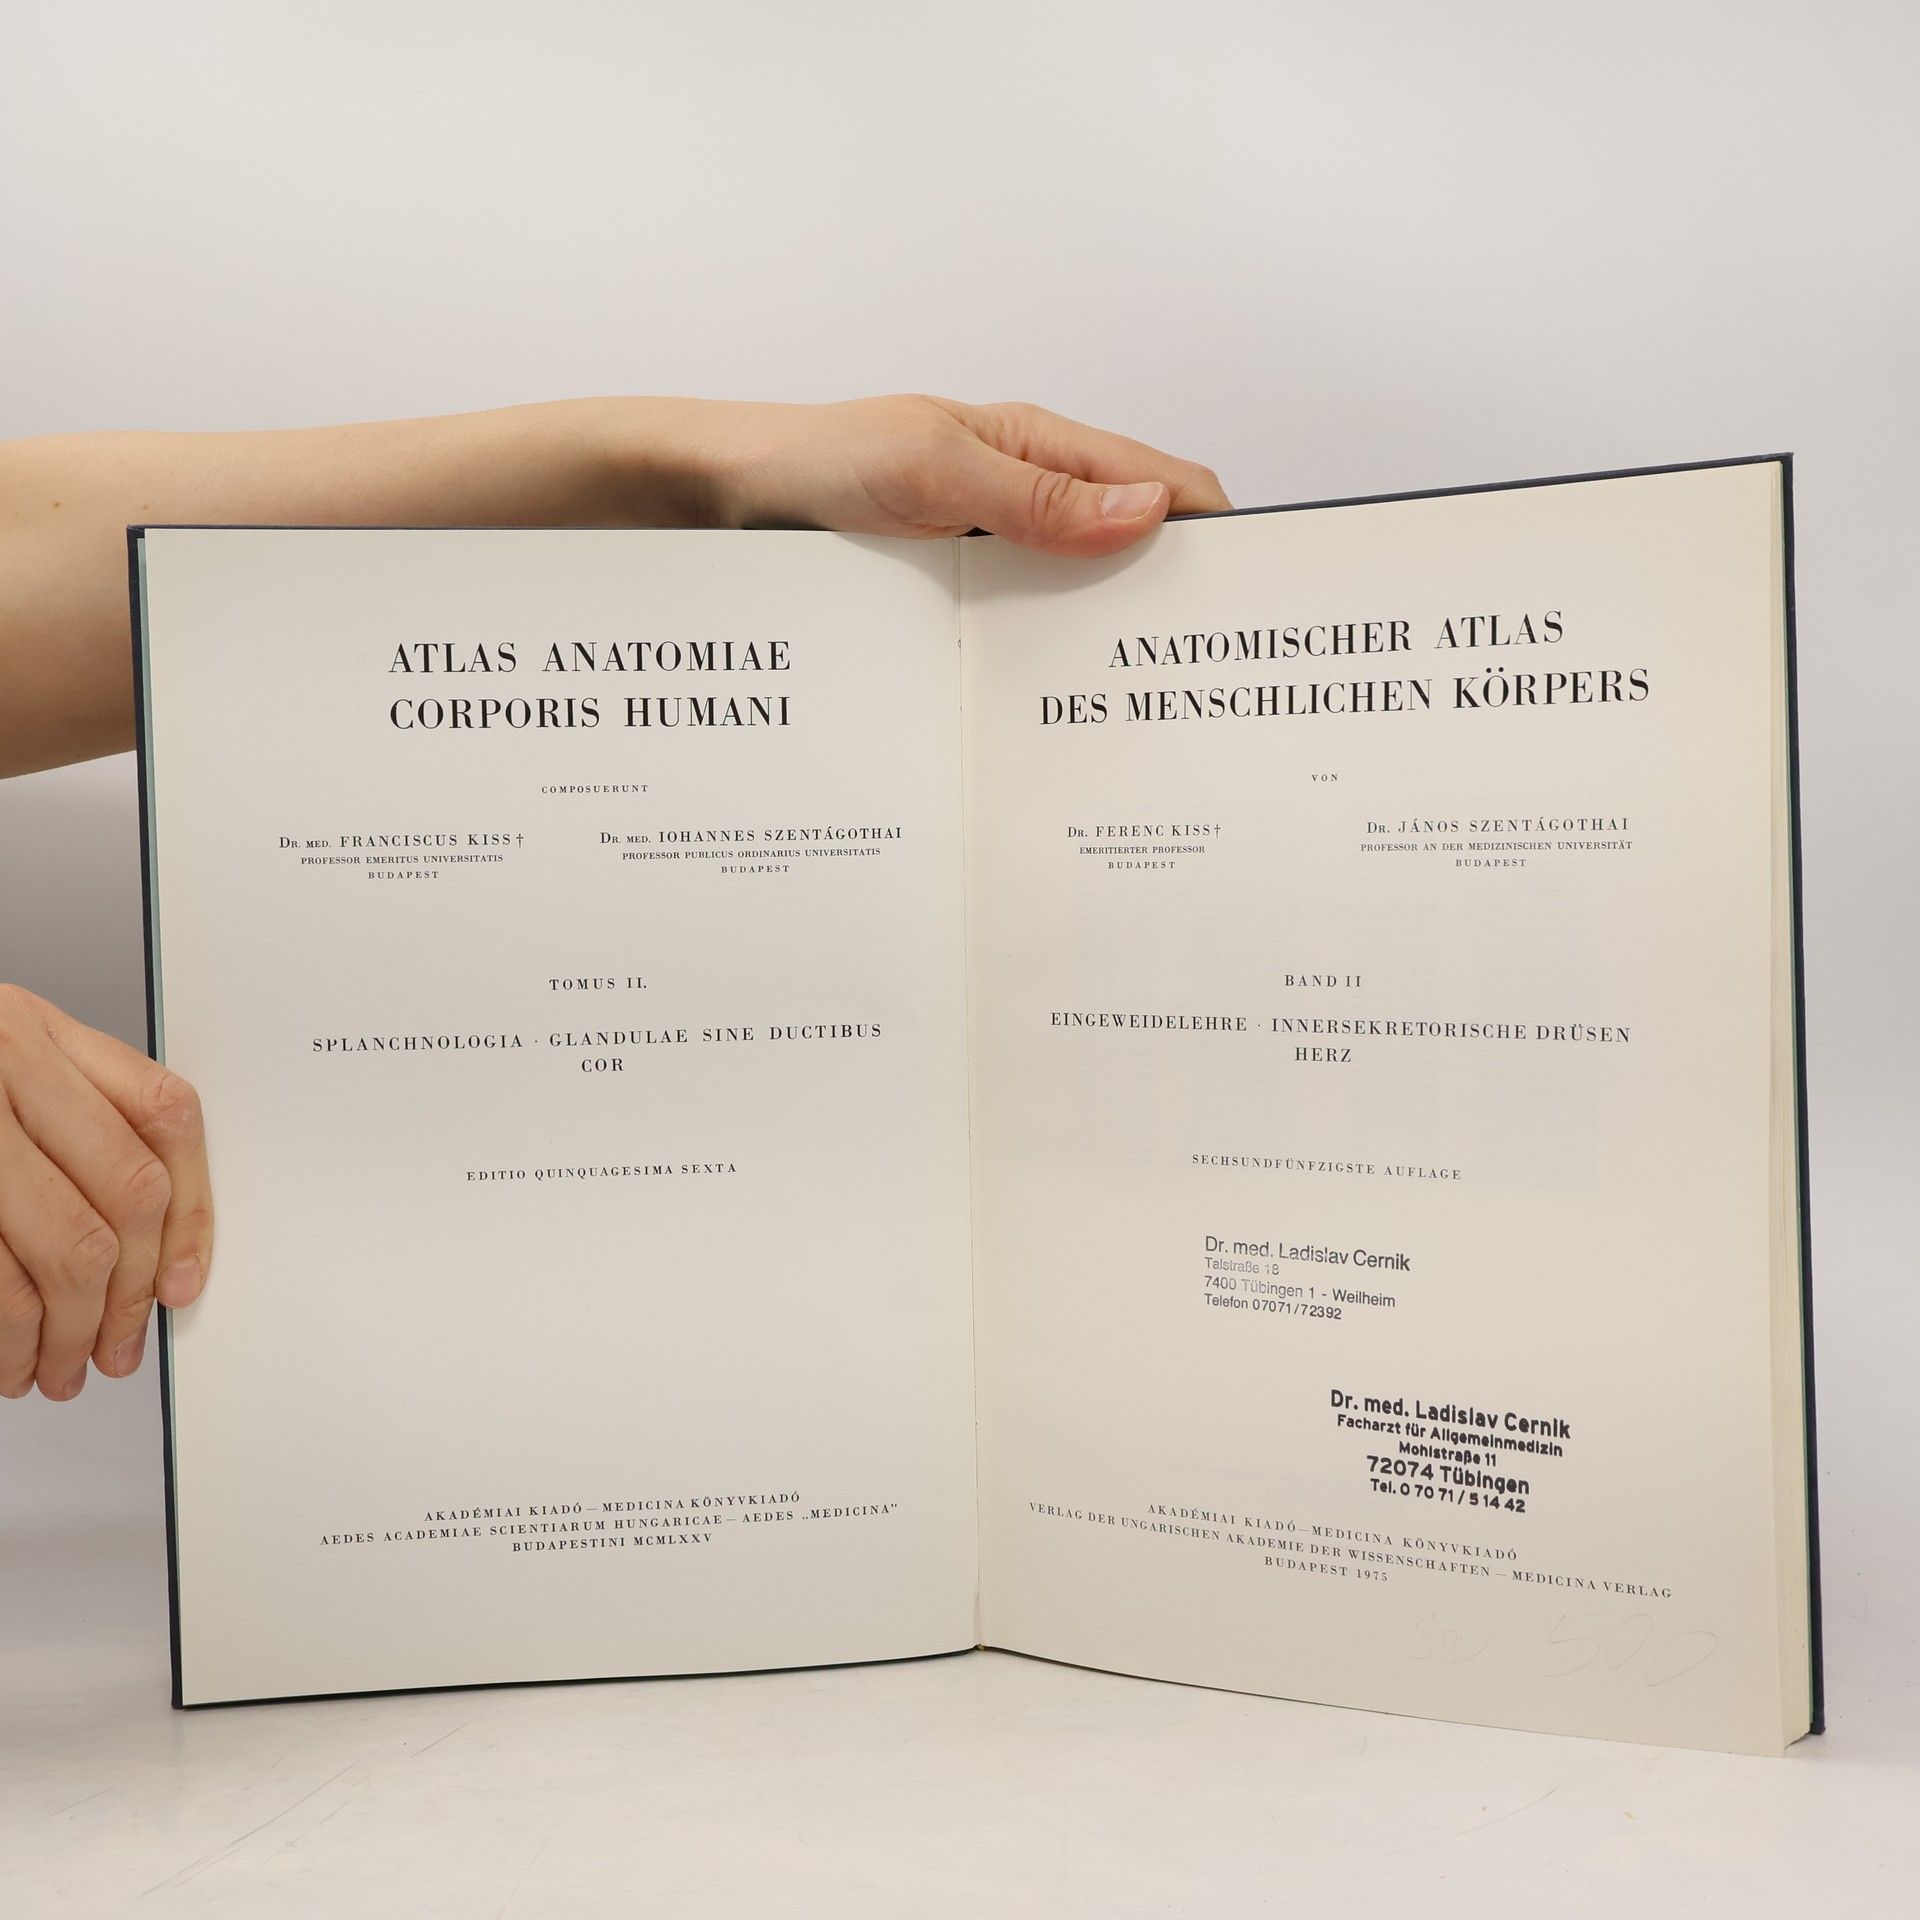 ATLAS ANATOMIAE
CORPORIS HUMANI
COMPOSUERUNT
DR. MED. FRANCISCUS KISS †
PROFESSOR EMERITUS UNIVERSITATIS
BUDAPEST
DR. MED. IOHANNES SZENTÁGOTHAI
PROFESSOR PUBLICUS ORDINARIUS UNIVERSITATIS
BUDAPEST
TOMUS II.
SPLANCHNOLOGIA · GLANDULAE SINE DUCTIBUS
COR
EDITIO QUINQUAGESIMA SEXTA
AKADÉMIAI KIADÓ — MEDICINA KÖNYVKIADÓ
AEDES ACADEMIAE SCIENTIARUM HUNGARICAE — AEDES „MEDICINA”
BUDAPESTINI MCMLXXV
ANATOMISCHER ATLAS
DES MENSCHLICHEN KÖRPERS
VON
DR. FERENC KISS †
EMERITIERTER PROFESSOR
BUDAPEST
DR. JÁNOS SZENTÁGOTHAI
PROFESSOR AN DER MEDIZINISCHEN UNIVERSITÄT
BUDAPEST
BAND II
EINGEWEIDELEHRE · INNERSEKRETORISCHE DRÜSEN
HERZ
SECHSUNDFÜNFZIGSTE AUFLAGE
Dr. med. Ladislav Cernik
Talstraße 18
7400 Tübingen 1 - Weilheim
Telefon 07071/72392
Dr. med. Ladislav Cernik
Facharzt für Allgemeinmedizin
Mohlstraße 11
72074 Tübingen
Tel. 0 70 71 / 5 14 42
AKADÉMIAI KIADÓ — MEDICINA KÖNYVKIADÓ
VERLAG DER UNGARISCHEN AKADEMIE DER WISSENSCHAFTEN — MEDICINA VERLAG
BUDAPEST 1975
500